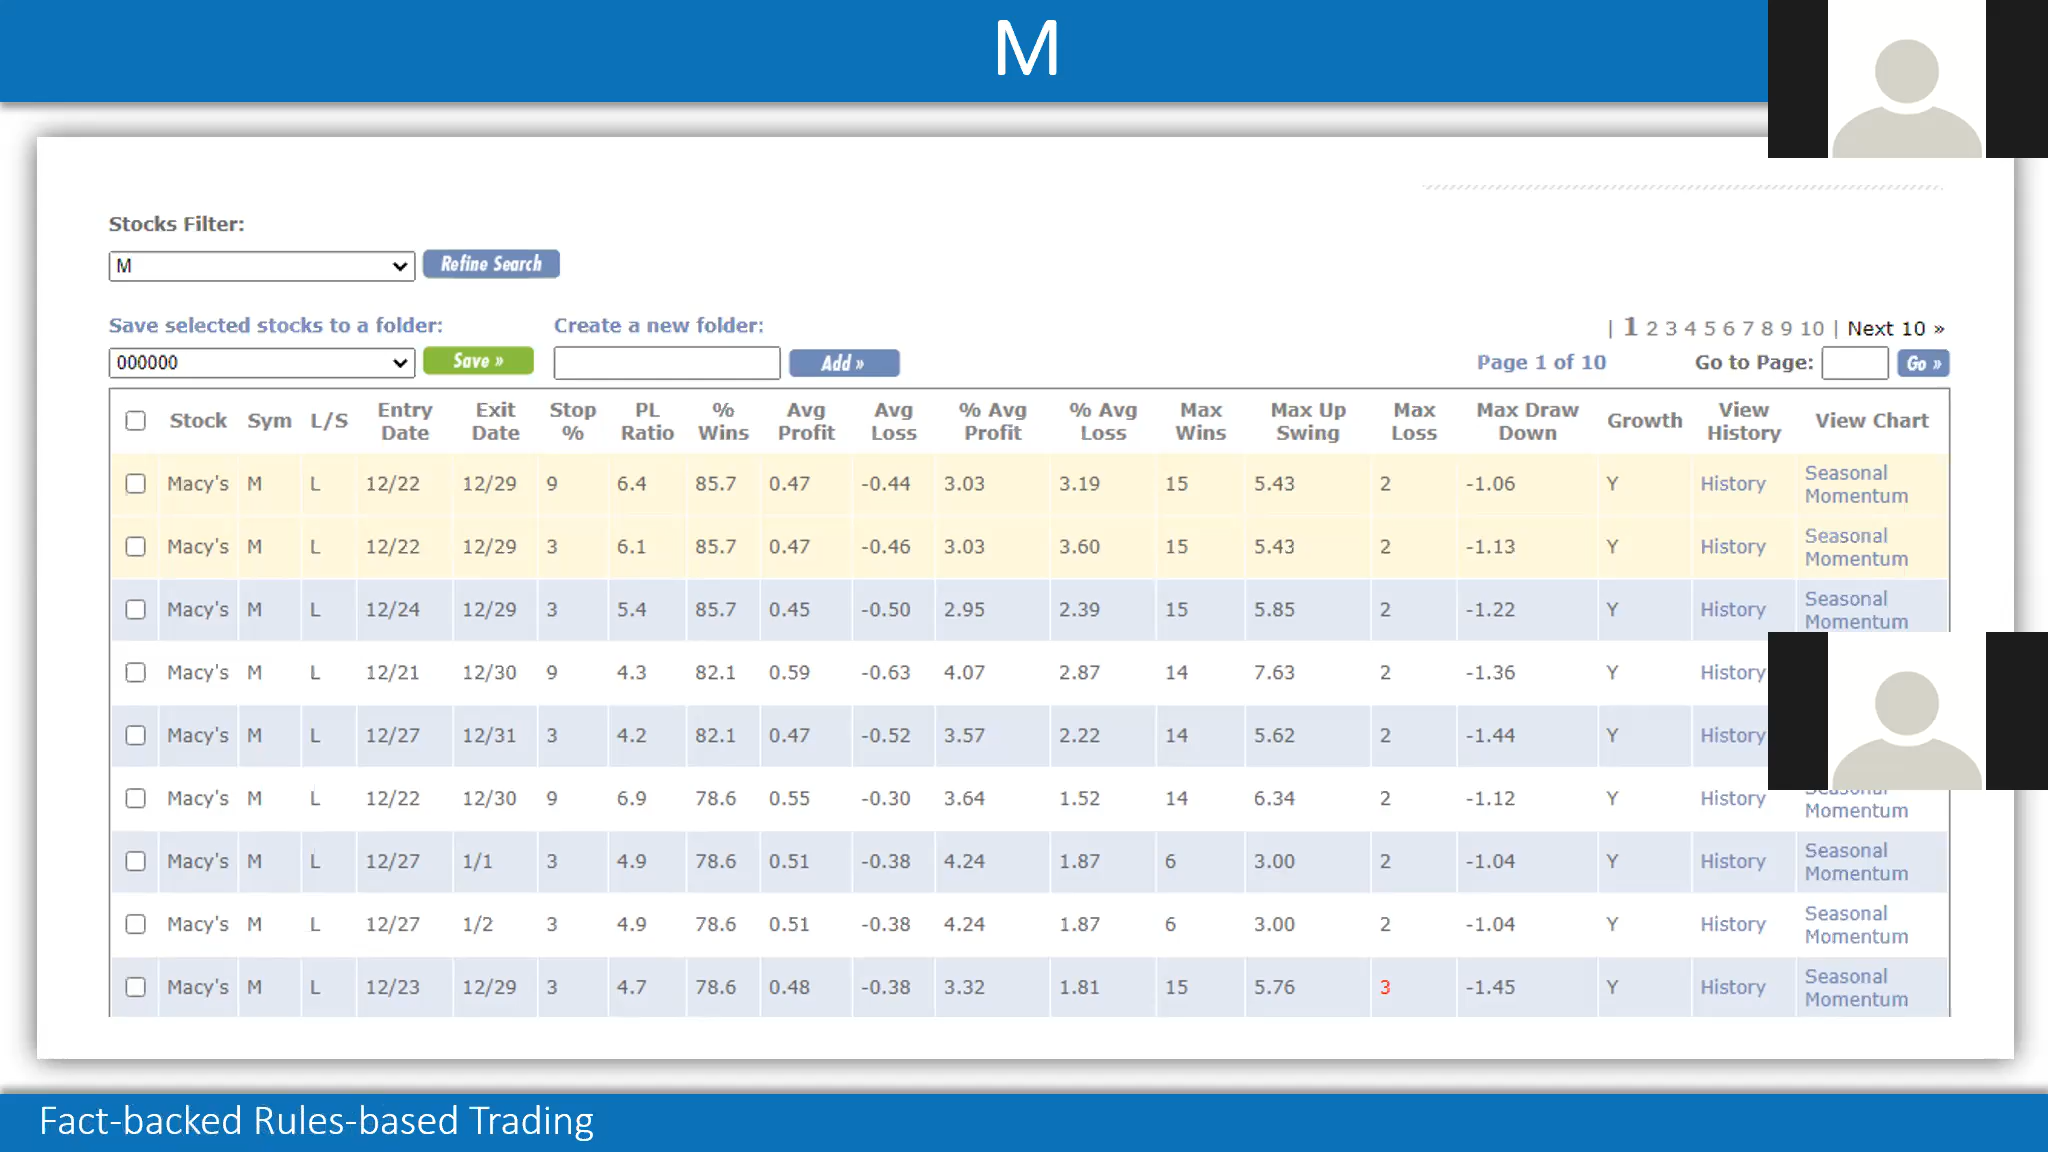 M
Stocks Filter:
M Refine Search
Save selected stocks to a folder: Create a new folder: | 1 2 3 4 5 6 7 8 9 10 | Next 10 »
000000 Save » Add » Page 1 of 10 Go to Page: Go »
Stock Sym L/S Entry Date Exit Date Stop % PL Ratio % Wins Avg Profit Avg Loss % Avg Profit % Avg Loss Max Wins Max Up Swing Max Loss Max Draw Down Growth View History View Chart
Macy's M L 12/22 12/29 9 6.4 85.7 0.47 -0.44 3.03 3.19 15 5.43 2 -1.06 Y History Seasonal Momentum
Macy's M L 12/22 12/29 3 6.1 85.7 0.47 -0.46 3.03 3.60 15 5.43 2 -1.13 Y History Seasonal Momentum
Macy's M L 12/24 12/29 3 5.4 85.7 0.45 -0.50 2.95 2.39 15 5.85 2 -1.22 Y History Seasonal Momentum
Macy's M L 12/21 12/30 9 4.3 82.1 0.59 -0.63 4.07 2.87 14 7.63 2 -1.36 Y History
Macy's M L 12/27 12/31 3 4.2 82.1 0.47 -0.52 3.57 2.22 14 5.62 2 -1.44 Y History
Macy's M L 12/22 12/30 9 6.9 78.6 0.55 -0.30 3.64 1.52 14 6.34 2 -1.12 Y History Momentum
Macy's M L 12/27 1/1 3 4.9 78.6 0.51 -0.38 4.24 1.87 6 3.00 2 -1.04 Y History Seasonal Momentum
Macy's M L 12/27 1/2 3 4.9 78.6 0.51 -0.38 4.24 1.87 6 3.00 2 -1.04 Y History Seasonal Momentum
Macy's M L 12/23 12/29 3 4.7 78.6 0.48 -0.38 3.32 1.81 15 5.76 3 -1.45 Y History Seasonal Momentum
Fact-backed Rules-based Trading